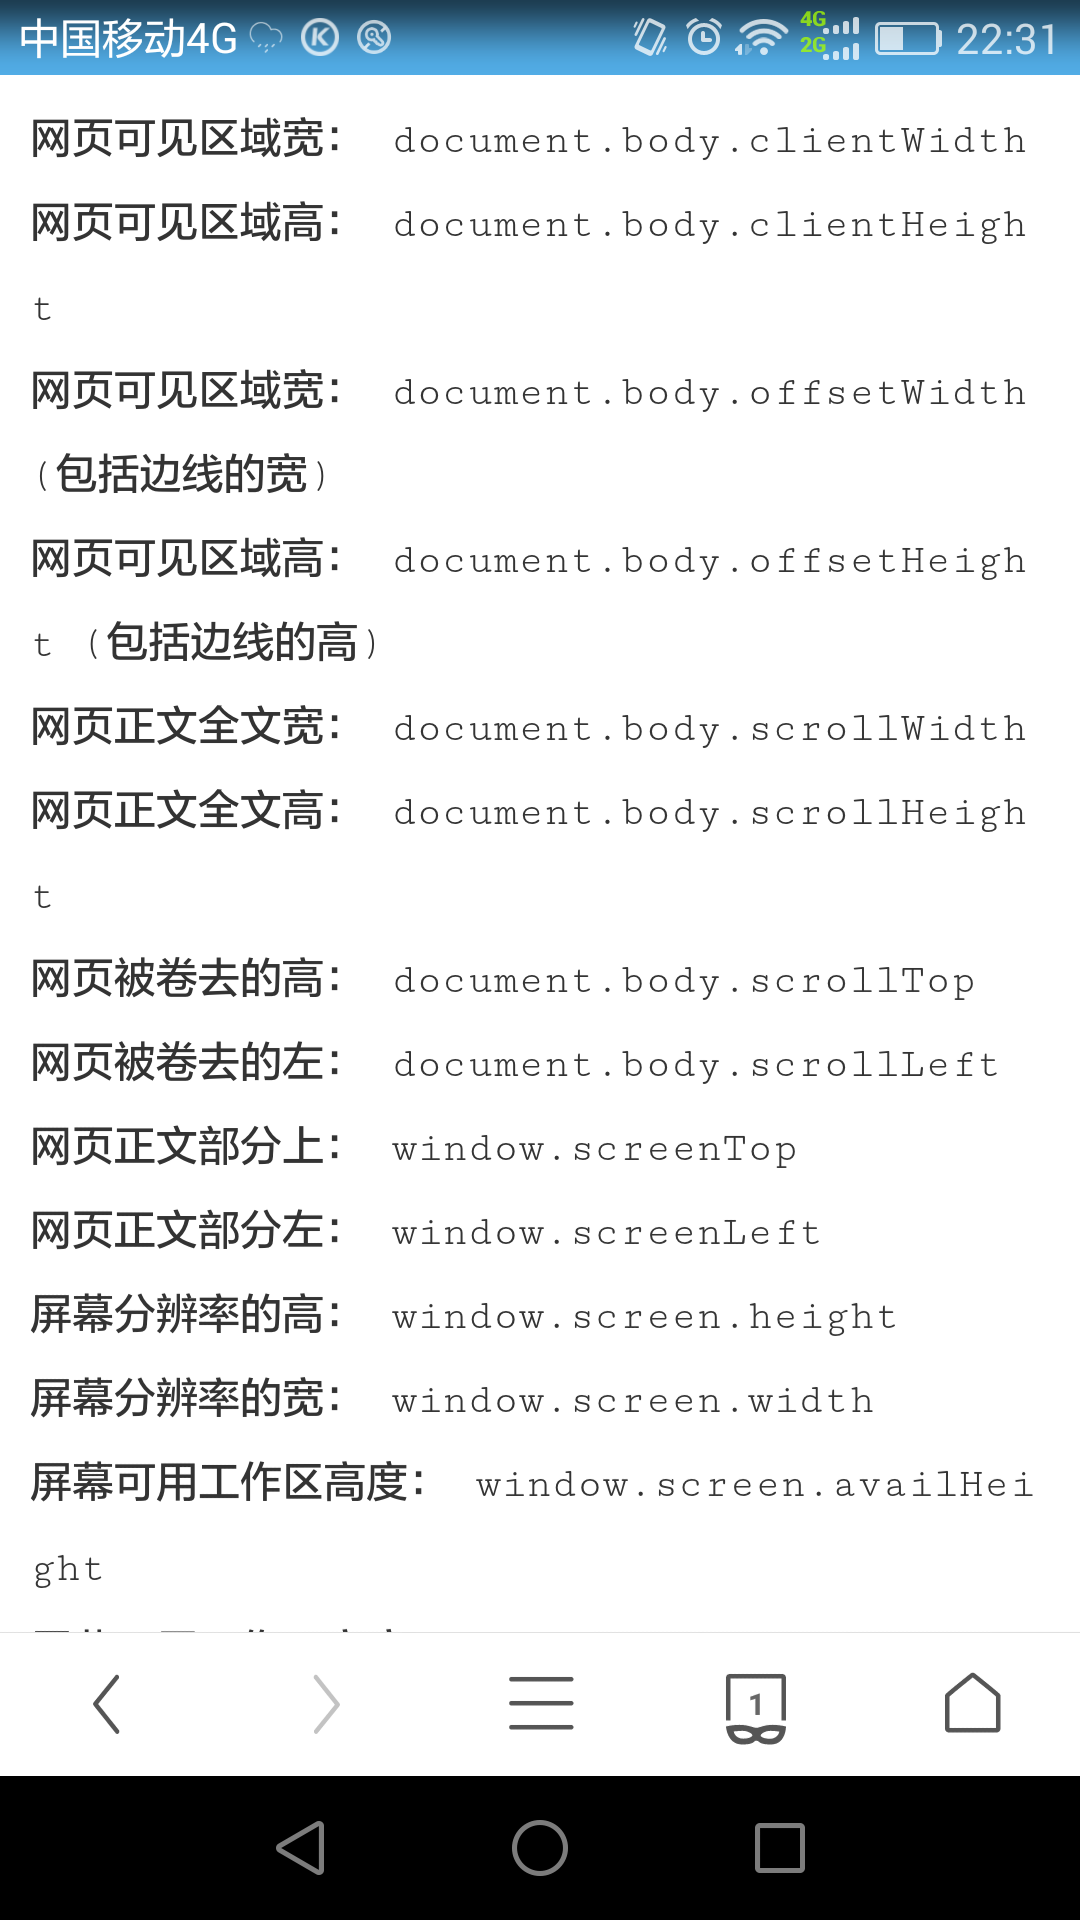 中国移动4G 4G 2G 22:31
网页可见区域宽： document.body.clientWidth
网页可见区域高： document.body.clientHeigh
t
网页可见区域宽： document.body.offsetWidth
(包括边线的宽)
网页可见区域高： document.body.offsetHeigh
t (包括边线的高)
网页正文全文宽： document.body.scrollWidth
网页正文全文高： document.body.scrollHeigh
t
网页被卷去的高： document.body.scrollTop
网页被卷去的左： document.body.scrollLeft
网页正文部分上： window.screenTop
网页正文部分左： window.screenLeft
屏幕分辨率的高： window.screen.height
屏幕分辨率的宽： window.screen.width
屏幕可用工作区高度： window.screen.availHei
ght
1